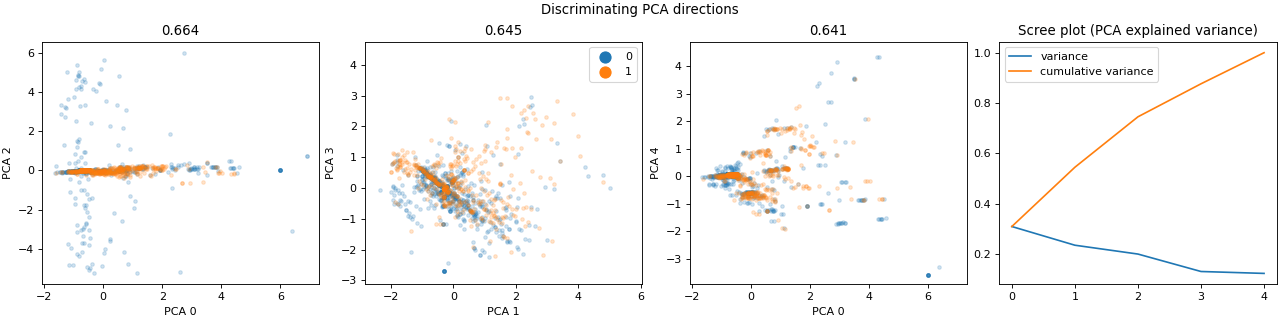 Discriminating PCA directions
0.664
6
4
2
0
−2
−4
−2 0 2 4 6
PCA 2
PCA 0
0.645
0
1
4
3
2
1
0
−1
−2
−3
−2 0 2 4 6
PCA 3
PCA 1
0.641
4
3
2
1
0
−1
−2
−3
−2 0 2 4 6
PCA 4
PCA 0
Scree plot (PCA explained variance)
variance
cumulative variance
1.0
0.8
0.6
0.4
0.2
0 1 2 3 4